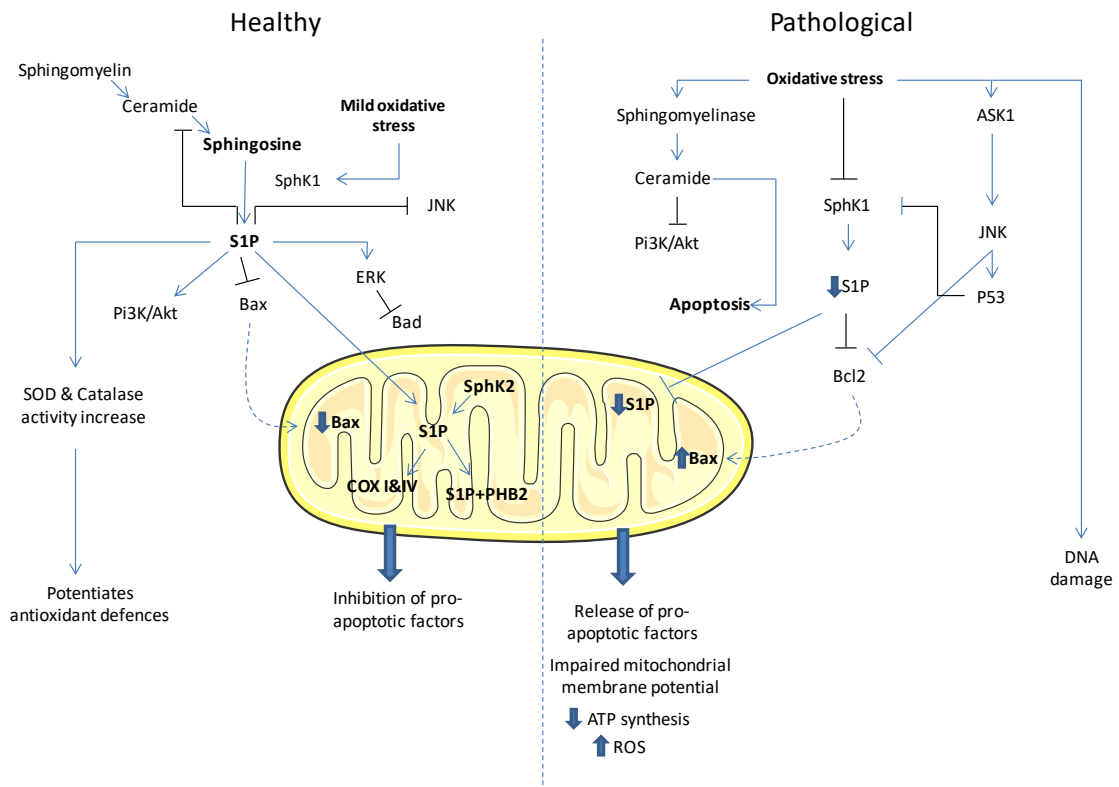 Healthy
Sphingomyelin
Ceramide
Sphingosine
Mild oxidative
stress
SphK1
JNK
S1P
ERK
Pi3K/Akt
Bax
Bad
SOD & Catalase
activity increase
Potentiates
antioxidant defences
SphK2
Bax
S1P
COX I&IV
S1P+PHB2
Inhibition of pro-
apoptotic factors
Pathological
Oxidative stress
Sphingomyelinase
ASK1
Ceramide
SphK1
JNK
Pi3K/Akt
S1P
P53
Apoptosis
Bcl2
S1P
Bax
DNA
damage
Release of pro-
apoptotic factors
Impaired mitochondrial
membrane potential
ATP synthesis
ROS